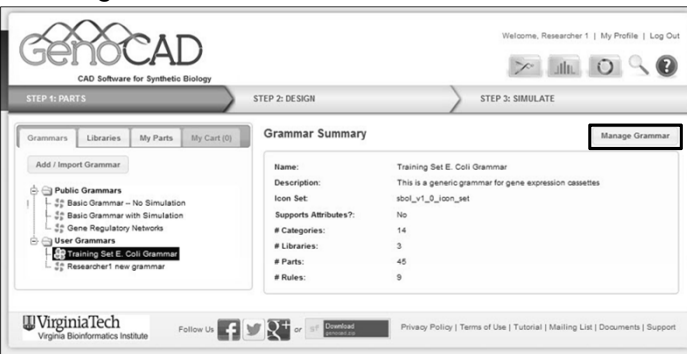 GenoCAD
CAD Software for Synthetic Biology
Welcome, Researcher 1 | My Profile | Log Out
?
STEP 1: PARTS
STEP 2: DESIGN
STEP 3: SIMULATE
Grammars
Libraries
My Parts
My Cart (0)
Add / Import Grammar
Public Grammars
Basic Grammar – No Simulation
Basic Grammar with Simulation
Gene Regulatory Networks
User Grammars
Training Set E. Coli Grammar
Researcher1 new grammar
Grammar Summary
Manage Grammar
Name: Training Set E. Coli Grammar
Description: This is a generic grammar for gene expression cassettes
Icon Set: sbol_v1_0_icon_set
Supports Attributes?: No
# Categories: 14
# Libraries: 3
# Parts: 45
# Rules: 9
VirginiaTech
Virginia Bioinformatics Institute
Follow Us f g+ or sf Download
Privacy Policy | Terms of Use | Tutorial | Mailing List | Documents | Support